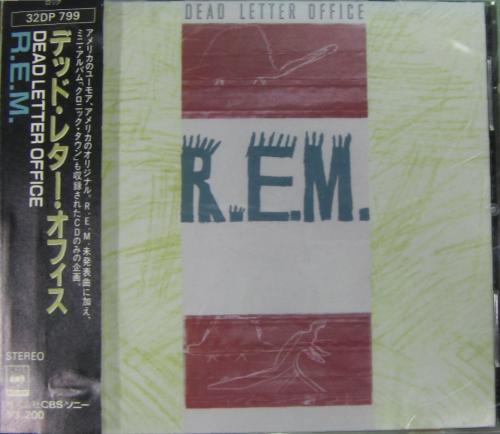 ロック
32DP 799
デッド・レター・オフィス
DEAD LETTER OFFICE
R.E.M.
アメリカのユーモア、アメリカのオリジナル。R.E.M.未発表曲に加え、
ミニ・アルバム「クロニック・タウン」も収録されたCDのみの企画。
STEREO
CBS・ソニー
¥3,200
DEAD LETTER OFFICE
R.E.M.